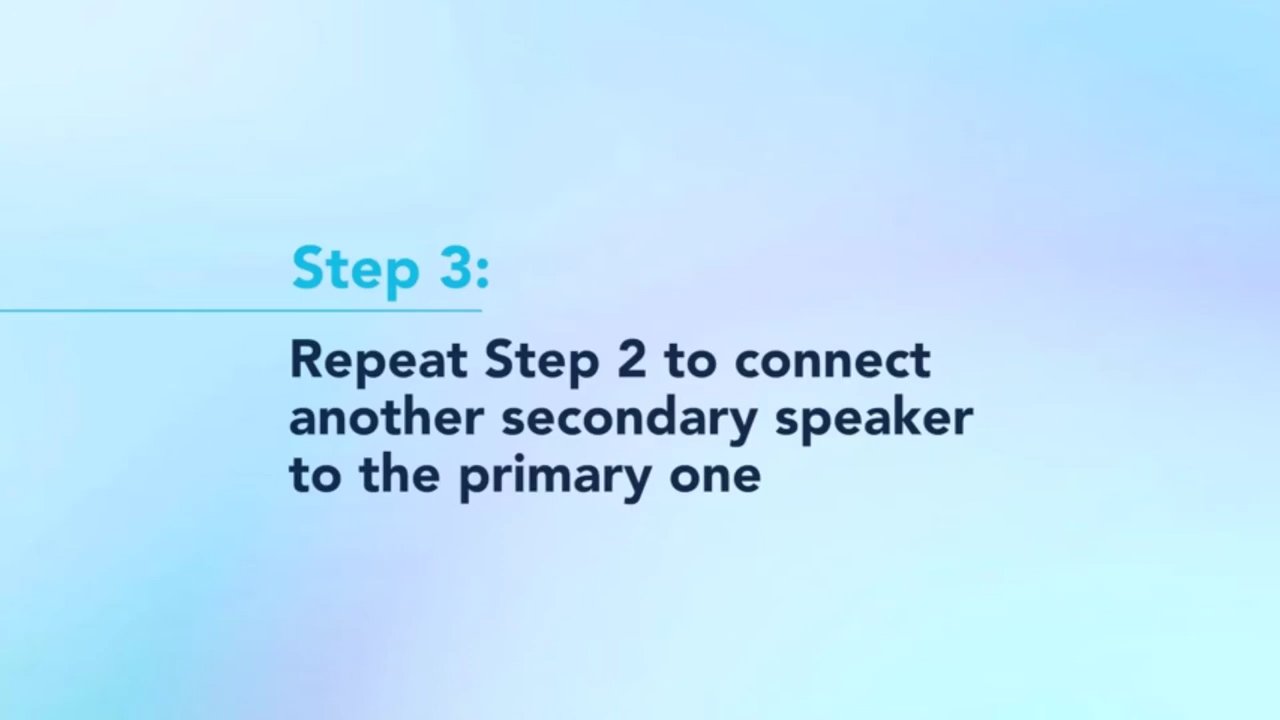 Step 3:
Repeat Step 2 to connect
another secondary speaker
to the primary one